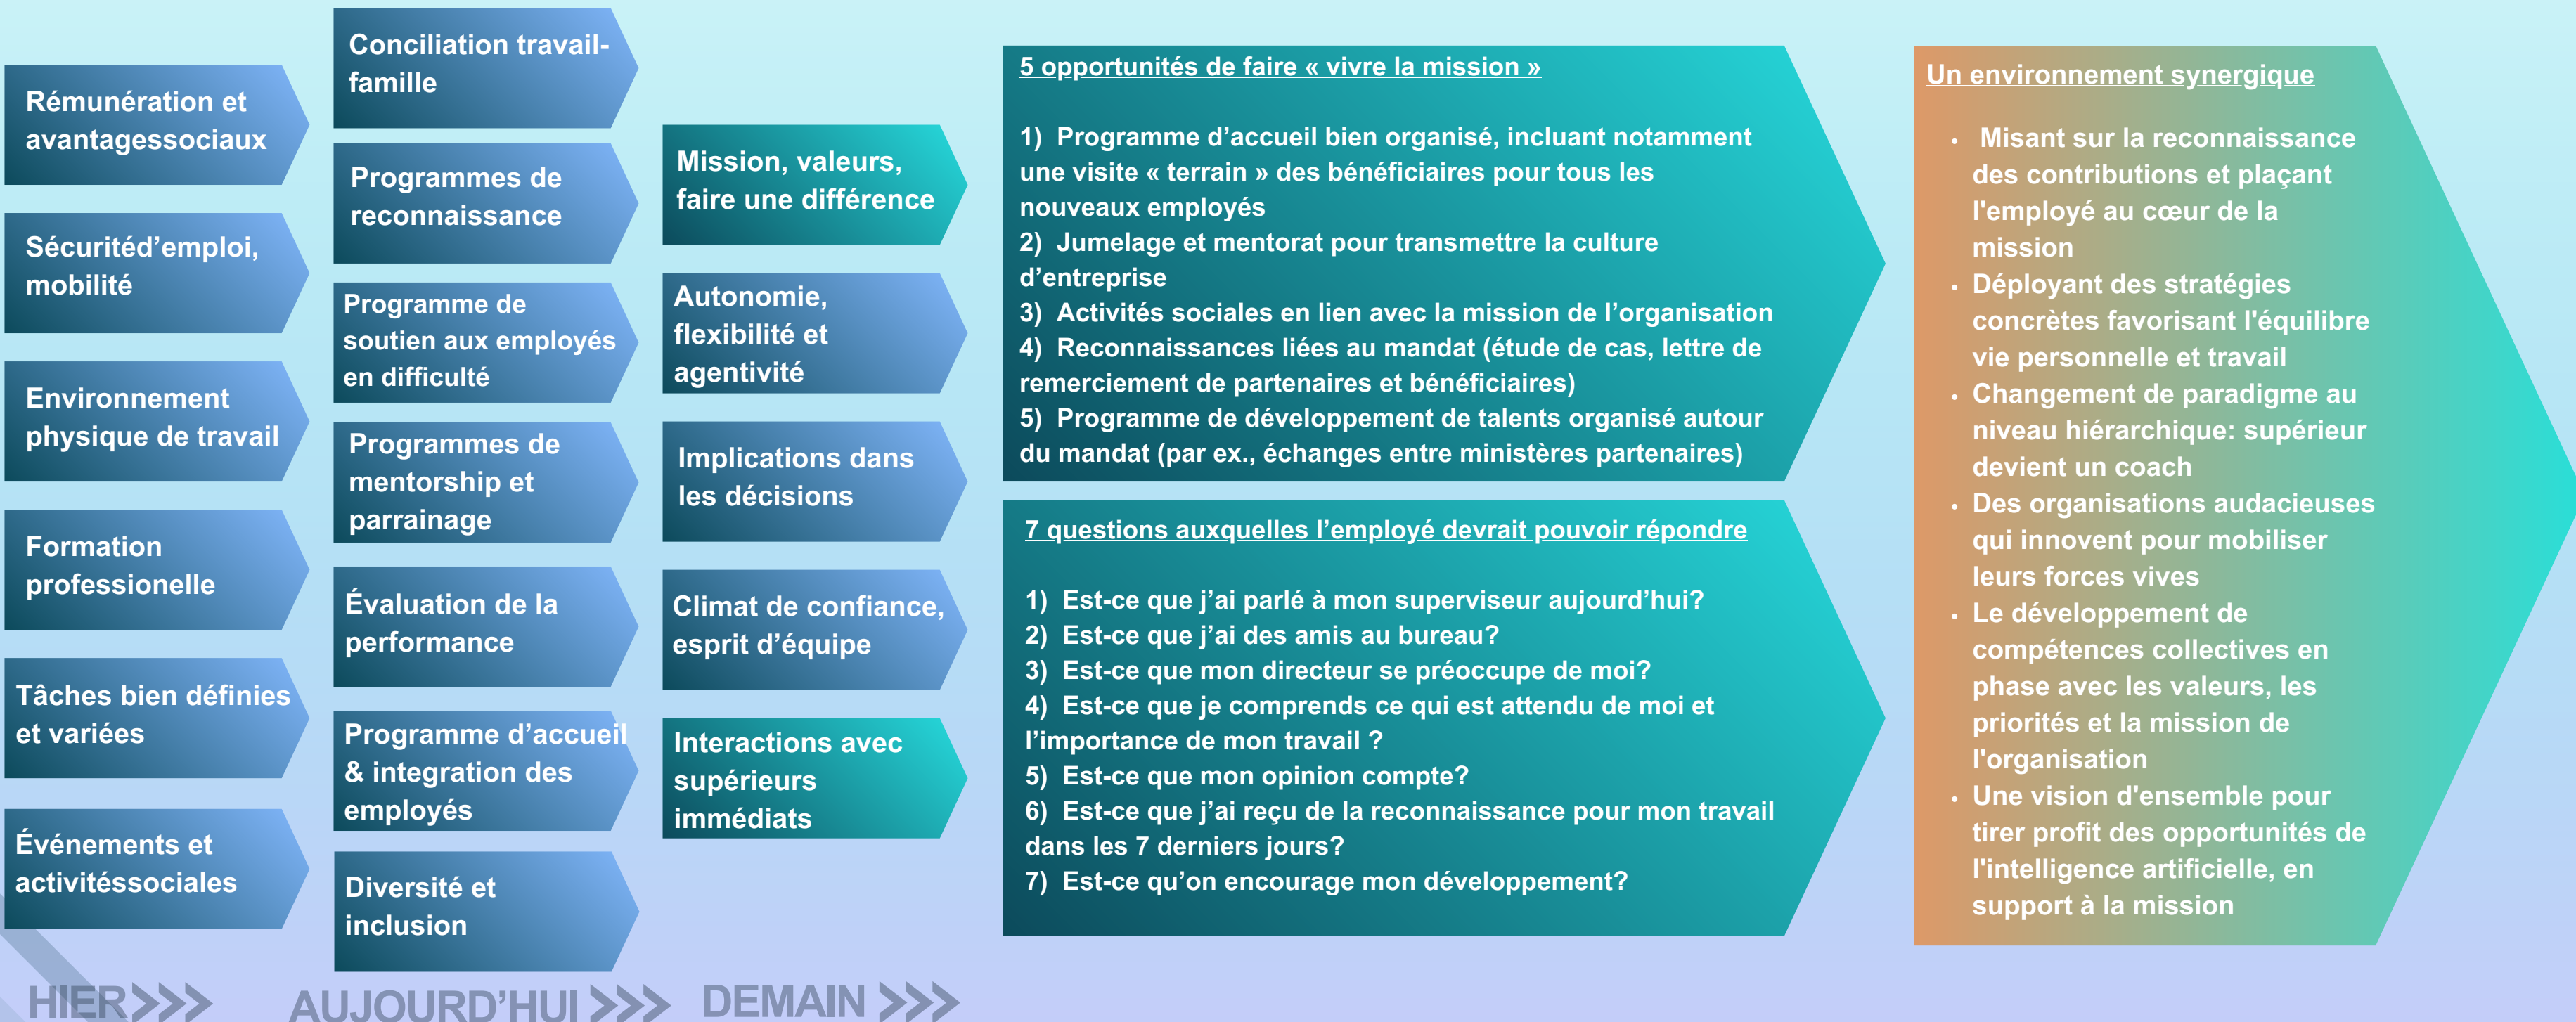 Rémunération et
avantagessociaux
Sécuritéd’emploi,
mobilité
Environnement
physique de travail
Formation
professionelle
Tâches bien définies
et variées
Événements et
activitéssociales
HIER
Conciliation travail-
famille
Programmes de
reconnaissance
Programme de
soutien aux employés
en difficulté
Programmes de
mentorship et
parrainage
Évaluation de la
performance
Programme d’accueil
& integration des
employés
Diversité et
inclusion
AUJOURD’HUI
Mission, valeurs,
faire une différence
Autonomie,
flexibilité et
agentivité
Implications dans
les décisions
Climat de confiance,
esprit d’équipe
Interactions avec
supérieurs
immédiats
DEMAIN
5 opportunités de faire « vivre la mission »
1) Programme d’accueil bien organisé, incluant notamment
une visite « terrain » des bénéficiaires pour tous les
nouveaux employés
2) Jumelage et mentorat pour transmettre la culture
d’entreprise
3) Activités sociales en lien avec la mission de l’organisation
4) Reconnaissances liées au mandat (étude de cas, lettre de
remerciement de partenaires et bénéficiaires)
5) Programme de développement de talents organisé autour
du mandat (par ex., échanges entre ministères partenaires)
7 questions auxquelles l’employé devrait pouvoir répondre
1) Est-ce que j’ai parlé à mon superviseur aujourd’hui?
2) Est-ce que j’ai des amis au bureau?
3) Est-ce que mon directeur se préoccupe de moi?
4) Est-ce que je comprends ce qui est attendu de moi et
l’importance de mon travail ?
5) Est-ce que mon opinion compte?
6) Est-ce que j’ai reçu de la reconnaissance pour mon travail
dans les 7 derniers jours?
7) Est-ce qu’on encourage mon développement?
Un environnement synergique
• Misant sur la reconnaissance
des contributions et plaçant
l'employé au cœur de la
mission
• Déployant des stratégies
concrètes favorisant l'équilibre
vie personnelle et travail
• Changement de paradigme au
niveau hiérarchique: supérieur
devient un coach
• Des organisations audacieuses
qui innovent pour mobiliser
leurs forces vives
• Le développement de
compétences collectives en
phase avec les valeurs, les
priorités et la mission de
l'organisation
• Une vision d'ensemble pour
tirer profit des opportunités de
l'intelligence artificielle, en
support à la mission